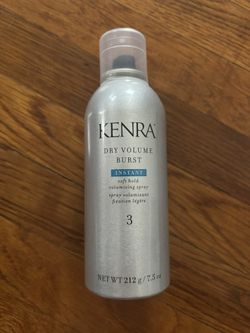 KENRA
DRY VOLUME
BURST
INSTANT
soft hold
volumizing spray
spray volumisant
fixation légère
3
NET WT 212 g / 7.5 oz